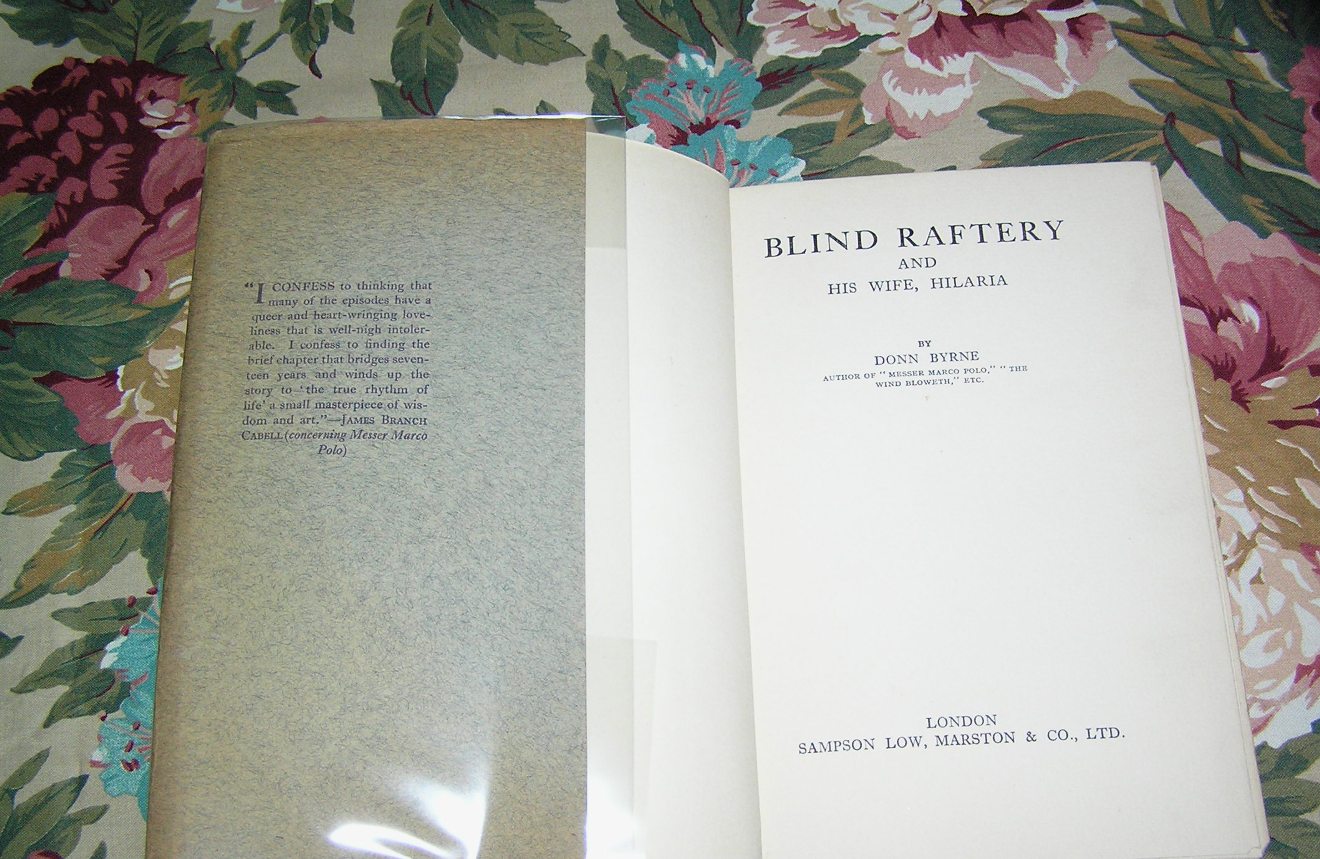 "I CONFESS to thinking that
many of the episodes have a
queer and heart-wringing love-
liness that is well-nigh intoler-
able. I confess to finding the
brief chapter that bridges seven-
teen years and winds up the
story to 'the true rhythm of
life' a small masterpiece of wis-
dom and art."—JAMES BRANCH
CABELL (concerning Messer Marco
Polo)
BLIND RAFTERY
AND
HIS WIFE, HILARIA
BY
DONN BYRNE
AUTHOR OF "MESSER MARCO POLO," "THE
WIND BLOWETH," ETC.
LONDON
SAMPSON LOW, MARSTON & CO., LTD.